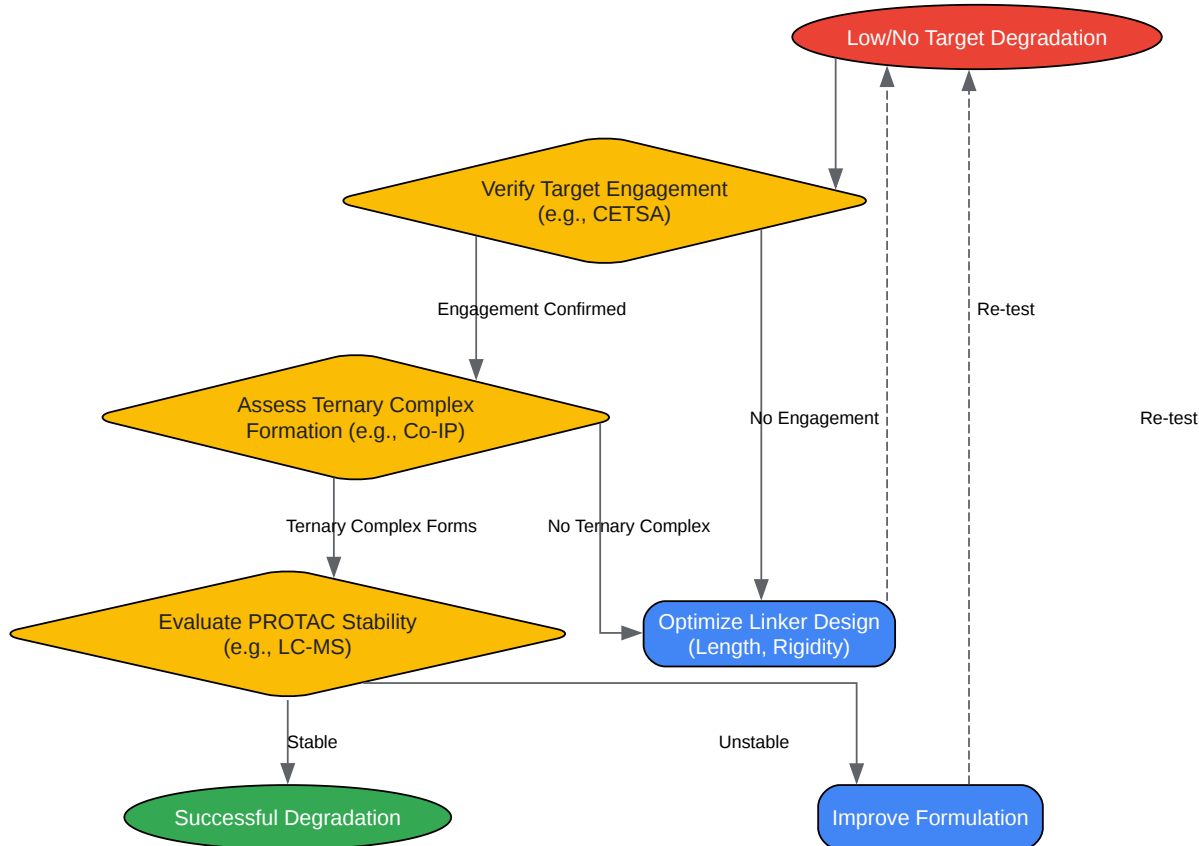 Low/No Target Degradation
Verify Target Engagement
(e.g., CETSA)
Engagement Confirmed
Re-test
Assess Ternary Complex
Formation (e.g., Co-IP)
No Engagement
Re-test
Ternary Complex Forms
No Ternary Complex
Evaluate PROTAC Stability
(e.g., LC-MS)
Optimize Linker Design
(Length, Rigidity)
Stable
Unstable
Successful Degradation
Improve Formulation